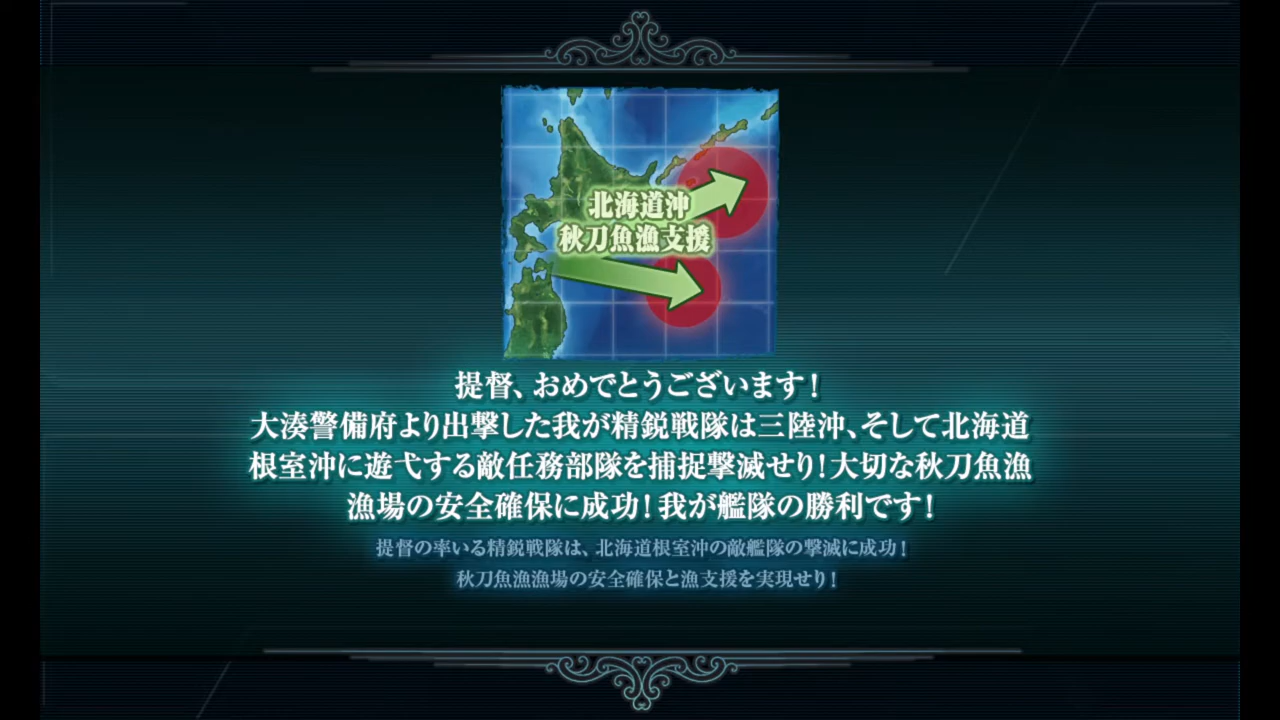 北海道沖
秋刀魚漁支援
提督、おめでとうございます!
大湊警備府より出撃した我が精鋭戦隊は三陸沖、そして北海道
根室沖に遊弋する敵任務部隊を捕捉撃滅せり!大切な秋刀魚漁
漁場の安全確保に成功!我が艦隊の勝利です!
提督の率いる精鋭戦隊は、北海道根室沖の敵艦隊の撃滅に成功!
秋刀魚漁漁場の安全確保と漁支援を実現せり!